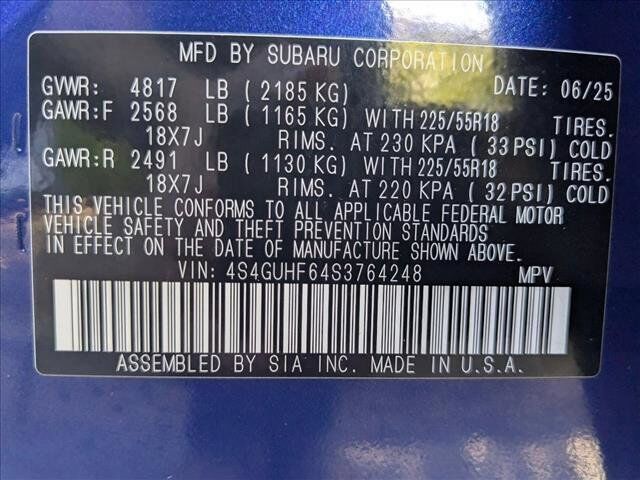 MFD BY SUBARU CORPORATION
GVWR: 4817 LB (2185 KG) DATE: 06/25
GAWR:F 2568 LB (1165 KG) WITH 225/55R18 TIRES.
18X7J RIMS. AT 230 KPA (33 PSI) COLD
GAWR:R 2491 LB (1130 KG) WITH 225/55R18 TIRES.
18X7J RIMS. AT 220 KPA (32 PSI) COLD
THIS VEHICLE CONFORMS TO ALL APPLICABLE FEDERAL MOTOR
VEHICLE SAFETY AND THEFT PREVENTION STANDARDS
IN EFFECT ON THE DATE OF MANUFACTURE SHOWN ABOVE.
VIN: 4S4GUHF64S3764248 MPV
ASSEMBLED BY SIA INC. MADE IN U.S.A.